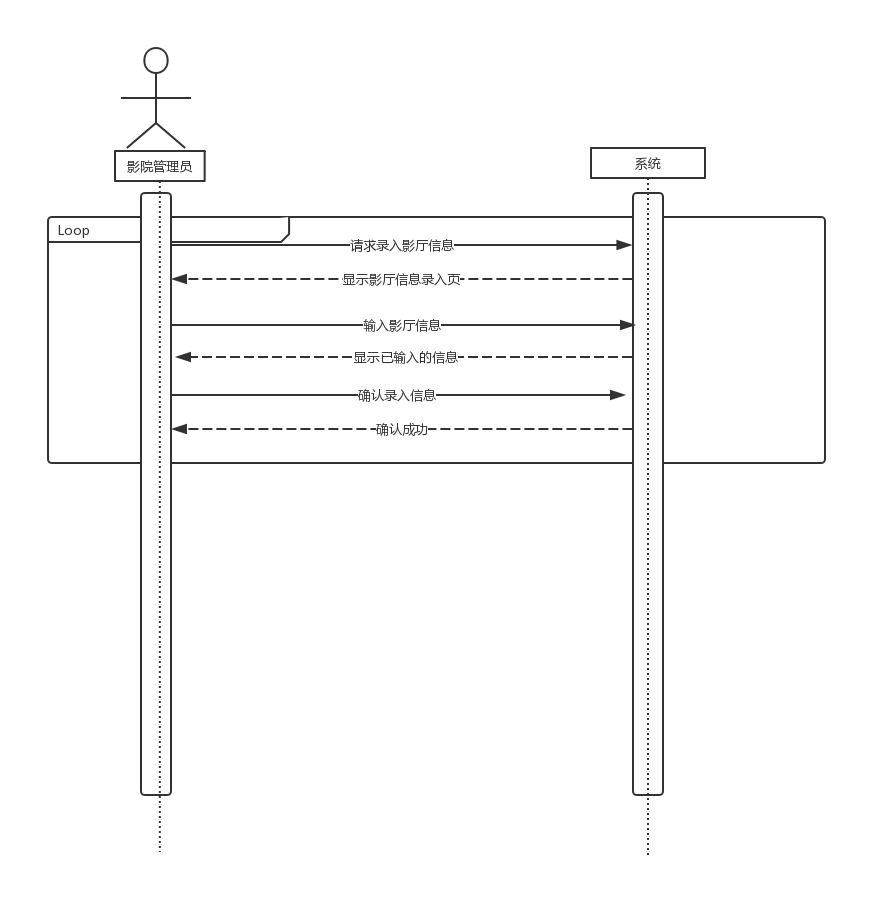 影院管理员
系统
Loop
请求录入影厅信息
显示影厅信息录入页
输入影厅信息
显示已输入的信息
确认录入信息
确认成功